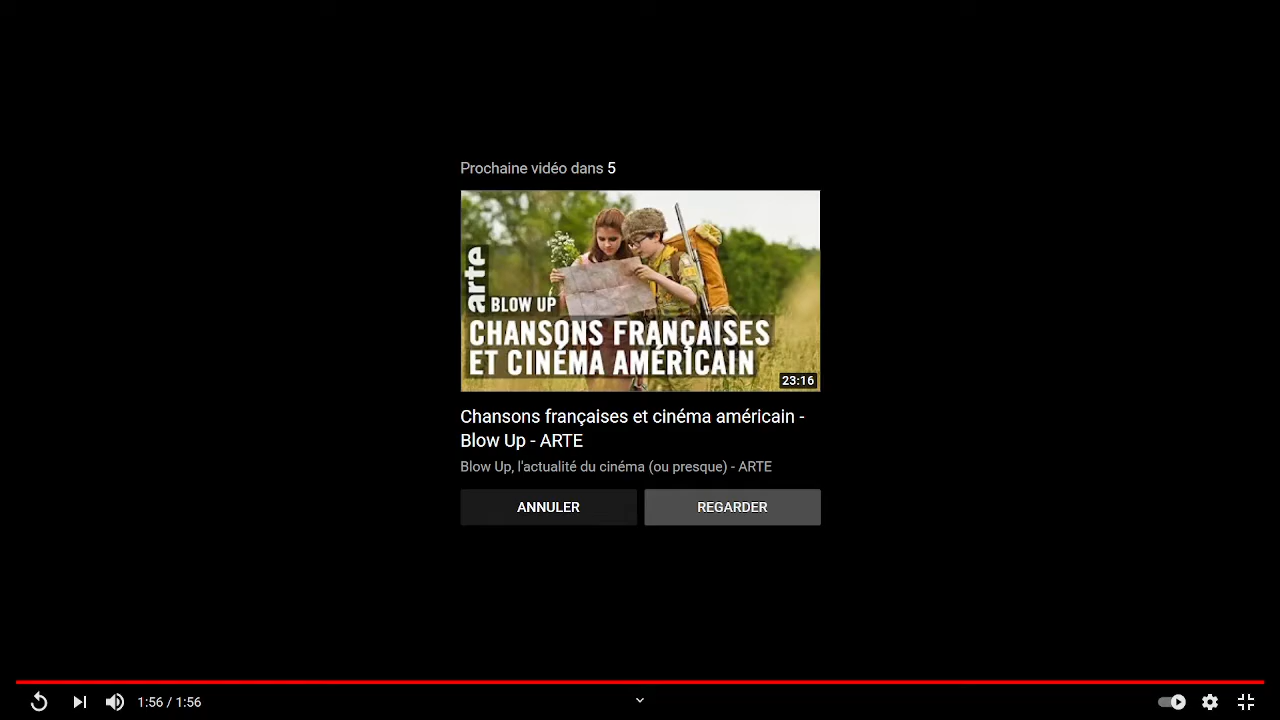 Prochaine vidéo dans 5
arte
BLOW UP
CHANSONS FRANÇAISES
ET CINÉMA AMÉRICAIN
23:16
Chansons françaises et cinéma américain -
Blow Up - ARTE
Blow Up, l'actualité du cinéma (ou presque) - ARTE
ANNULER REGARDER
1:56 / 1:56